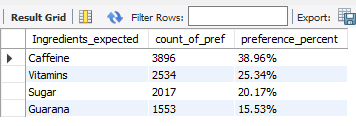 Result Grid Filter Rows: Export:
Ingredients_expected count_of_pref preference_percent
Caffeine 3896 38.96%
Vitamins 2534 25.34%
Sugar 2017 20.17%
Guarana 1553 15.53%